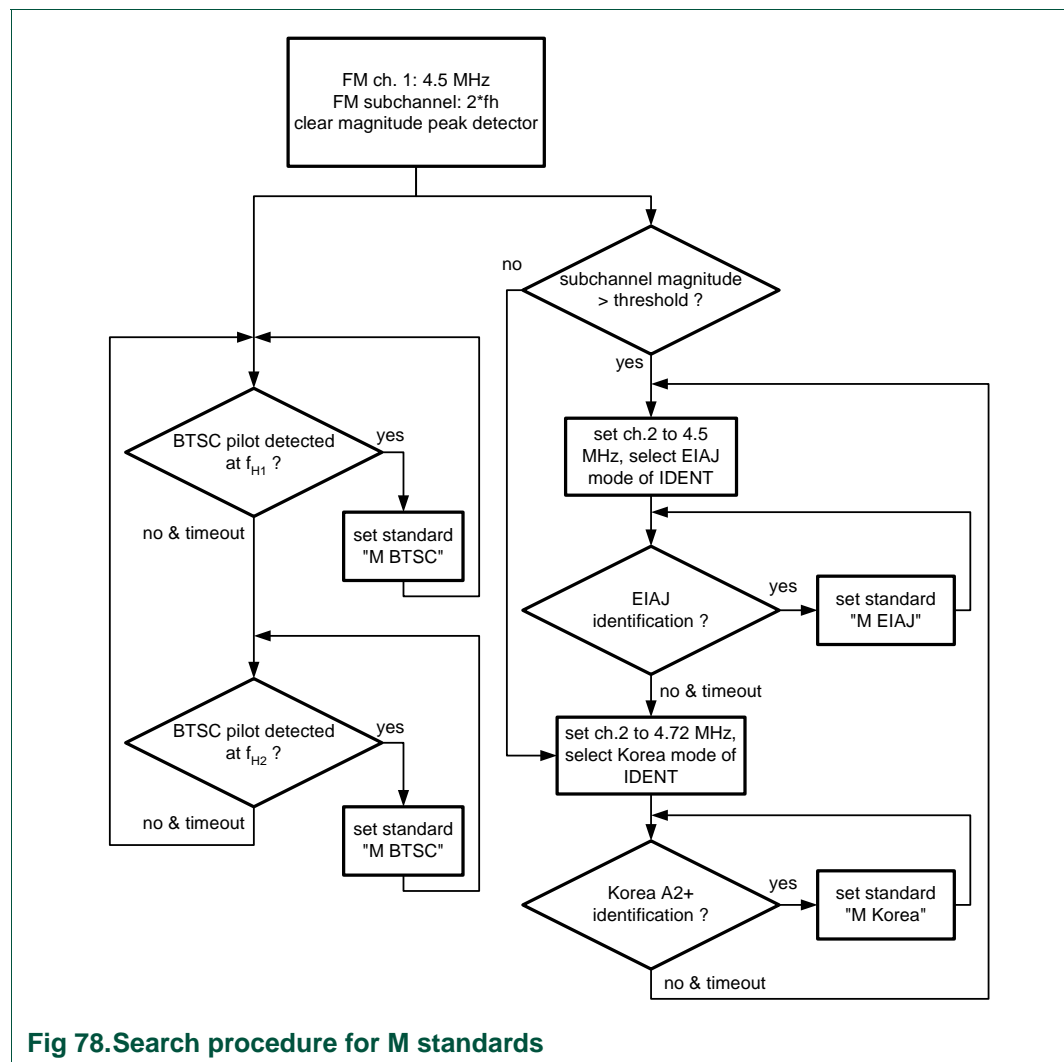 FM ch. 1: 4.5 MHz
FM subchannel: 2*fh
clear magnitude peak detector
no
subchannel magnitude
> threshold ?
yes
BTSC pilot detected
at fH1 ?
yes
no & timeout
set standard
"M BTSC"
BTSC pilot detected
at fH2 ?
yes
no & timeout
set standard
"M BTSC"
set ch.2 to 4.5
MHz, select EIAJ
mode of IDENT
EIAJ
identification ?
yes
set standard
"M EIAJ"
no & timeout
set ch.2 to 4.72 MHz,
select Korea mode of
IDENT
Korea A2+
identification ?
yes
set standard
"M Korea"
no & timeout
Fig 78.Search procedure for M standards